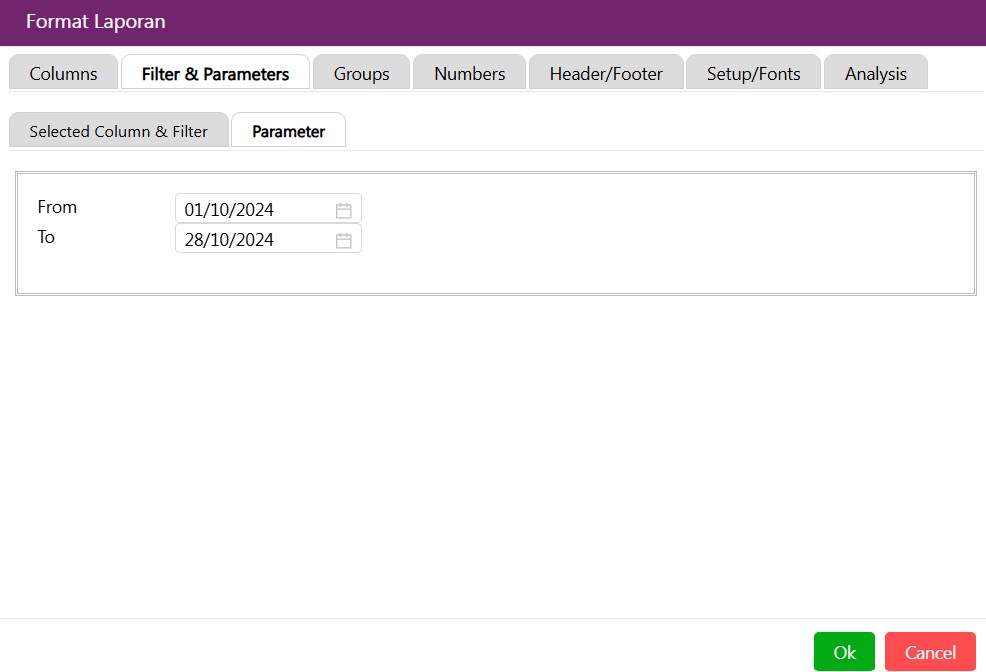 Format Laporan
Columns Filter & Parameters Groups Numbers Header/Footer Setup/Fonts Analysis
Selected Column & Filter Parameter
From 01/10/2024
To 28/10/2024
Ok Cancel